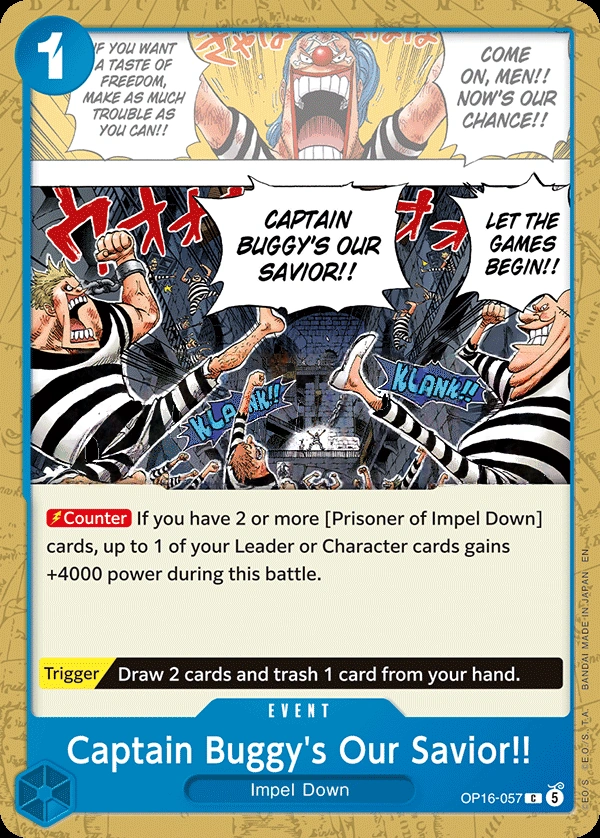 1
IF YOU WANT
A TASTE OF
FREEDOM,
MAKE AS MUCH
TROUBLE AS
YOU CAN!!
COME
ON, MEN!!
NOW'S OUR
CHANCE!!
CAPTAIN
BUGGY'S OUR
SAVIOR!!
LET THE
GAMES
BEGIN!!
KLANK!!
KLANK!!
Counter If you have 2 or more [Prisoner of Impel Down]
cards, up to 1 of your Leader or Character cards gains
+4000 power during this battle.
Trigger Draw 2 cards and trash 1 card from your hand.
EVENT
Captain Buggy's Our Savior!!
Impel Down
OP16-057 C 5
©E.O.S., ©E.O.S.,T.A. BANDAI MADE IN JAPAN EN